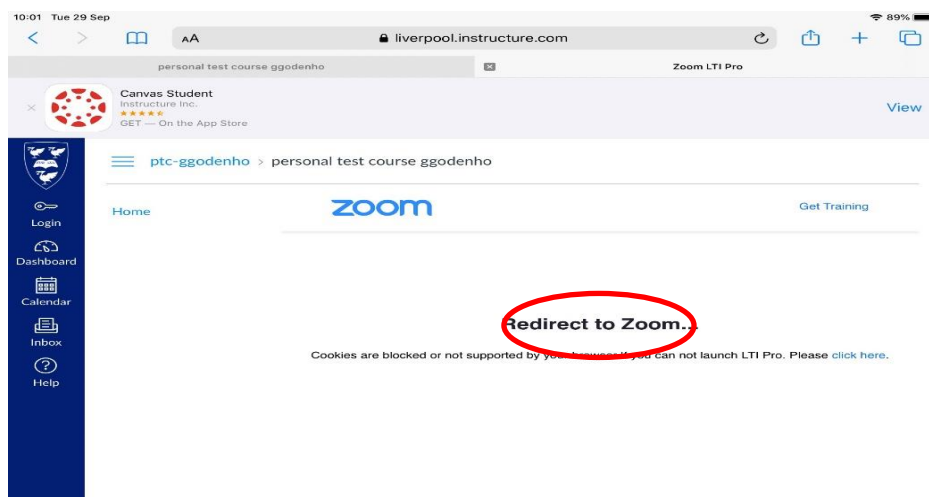 10:01 Tue 29 Sep 89%
AA liverpool.instructure.com
personal test course ggodenho Zoom LTI Pro
Canvas Student
Instructure Inc.
GET — On the App Store
View
ptc-ggodenho > personal test course ggodenho
Home zoom Get Training
Login
Dashboard
Calendar
Inbox
Help
Redirect to Zoom...
Cookies are blocked or not supported by your browser. If you can not launch LTI Pro. Please click here.